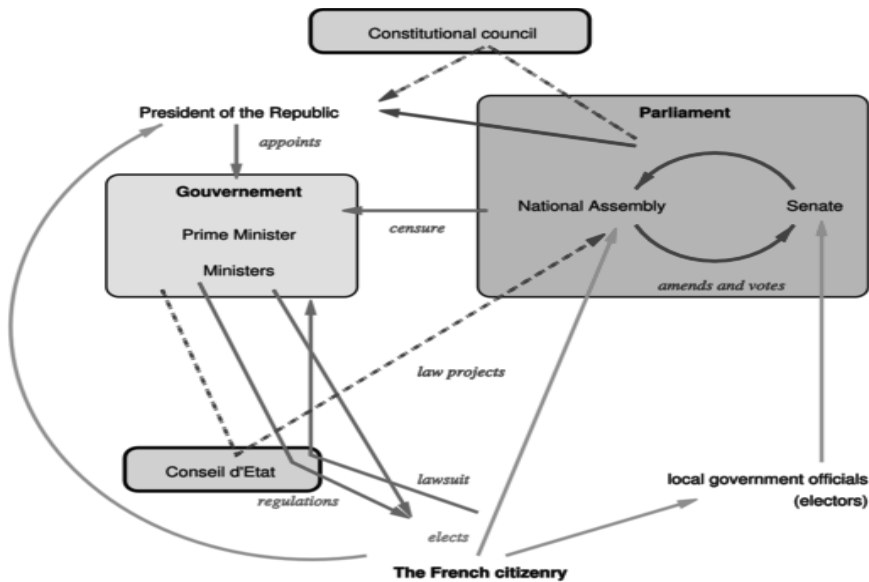 Constitutional council
President of the Republic
Parliament
appoints
Gouvernement
National Assembly
Senate
Prime Minister
censure
Ministers
amends and votes
law projects
Conseil d'Etat
lawsuit
local government officials
(electors)
regulations
elects
The French citizenry